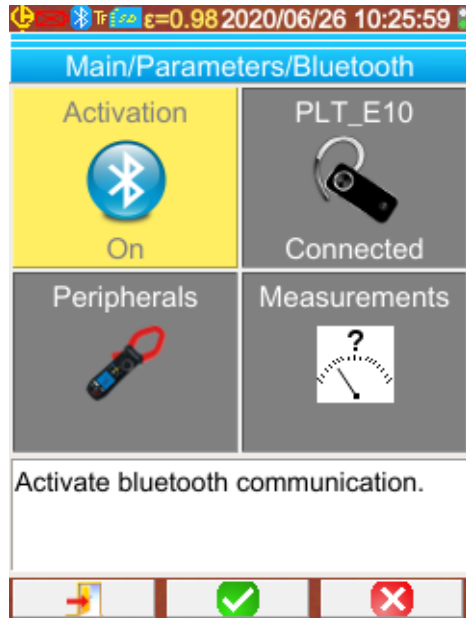 TF ε=0.98 2020/06/26 10:25:59
Main/Parameters/Bluetooth
Activation
PLT_E10
On
Connected
Peripherals
Measurements
?
Activate bluetooth communication.